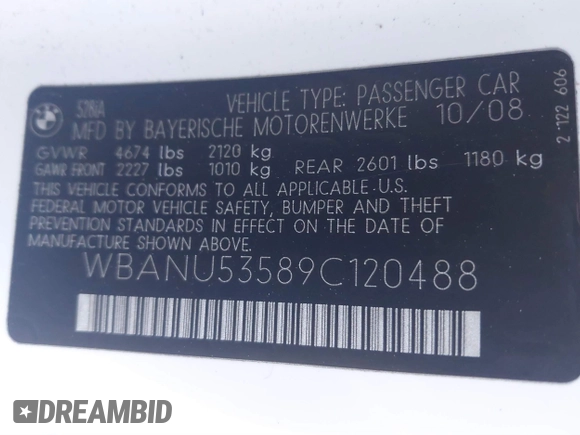 528iA VEHICLE TYPE: PASSENGER CAR
MFD BY BAYERISCHE MOTORENWERKE 10/08
GVWR 4674 lbs 2120 kg
GAWR FRONT 2227 lbs 1010 kg REAR 2601 lbs 1180 kg
THIS VEHICLE CONFORMS TO ALL APPLICABLE U.S.
FEDERAL MOTOR VEHICLE SAFETY, BUMPER AND THEFT
PREVENTION STANDARDS IN EFFECT ON THE DATE OF
MANUFACTURE SHOWN ABOVE.
WBANU53589C120488
2 122 606
DREAMBID